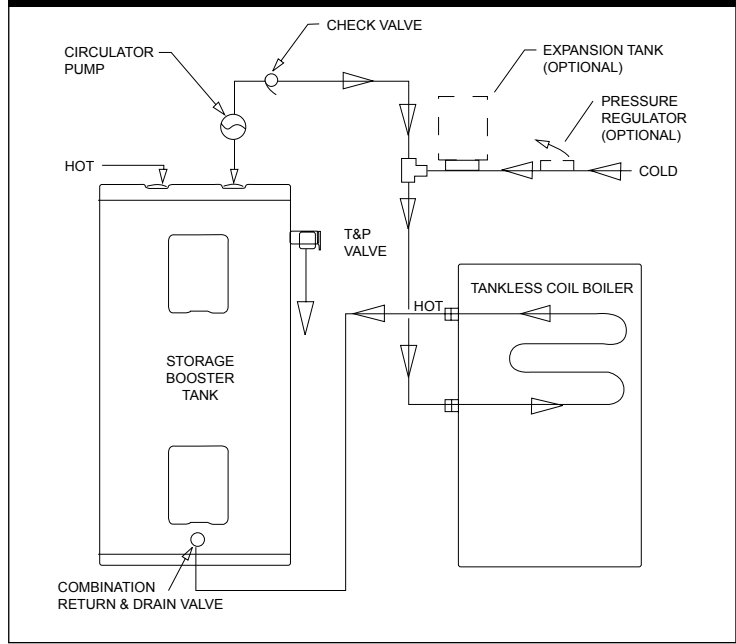 CHECK VALVE
CIRCULATOR
PUMP
EXPANSION TANK
(OPTIONAL)
PRESSURE
REGULATOR
(OPTIONAL)
HOT
COLD
T&P
VALVE
TANKLESS COIL BOILER
HOT
STORAGE
BOOSTER
TANK
COMBINATION
RETURN & DRAIN VALVE